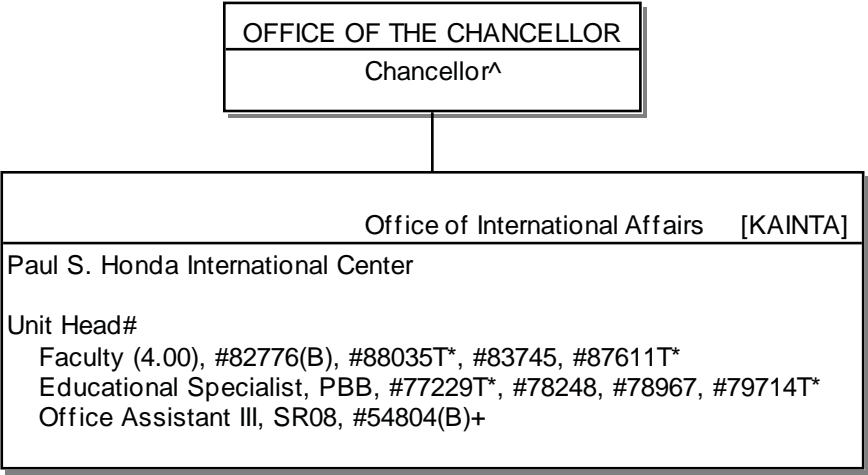 OFFICE OF THE CHANCELLOR
Chancellor^
Office of International Affairs [KAINTA]
Paul S. Honda International Center
Unit Head#
Faculty (4.00), #82776(B), #88035T*, #83745, #87611T*
Educational Specialist, PBB, #77229T*, #78248, #78967, #79714T*
Office Assistant III, SR08, #54804(B)+